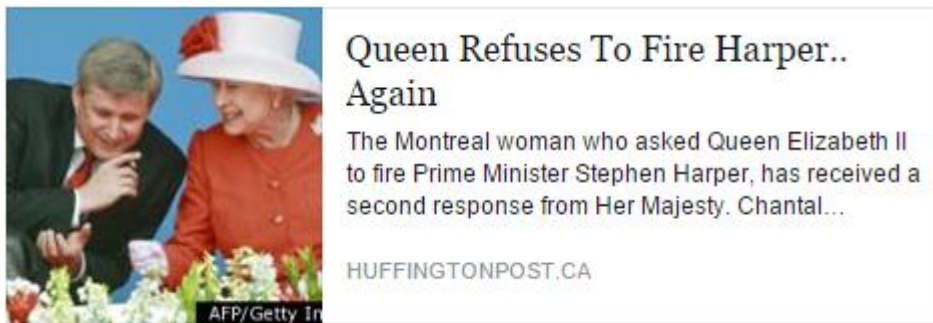 Queen Refuses To Fire Harper..
Again
The Montreal woman who asked Queen Elizabeth II
to fire Prime Minister Stephen Harper, has received a
second response from Her Majesty. Chantal...
HUFFINGTONPOST.CA
AFP/Getty In